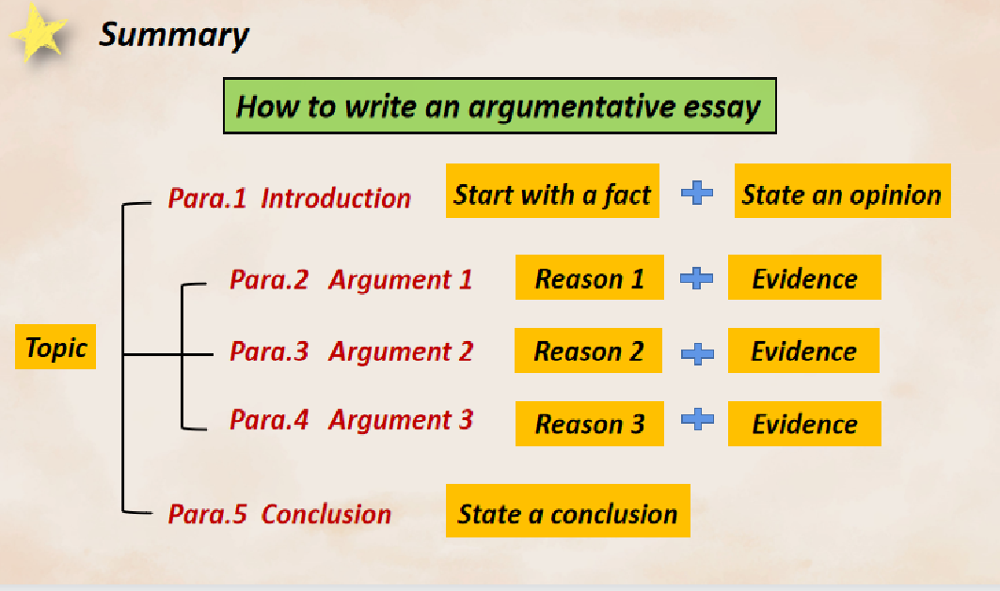 Summary
How to write an argumentative essay
Para.1 Introduction Start with a fact State an opinion
Para.2 Argument 1 Reason 1 Evidence
Topic
Para.3 Argument 2 Reason 2 Evidence
Para.4 Argument 3 Reason 3 Evidence
Para.5 Conclusion State a conclusion